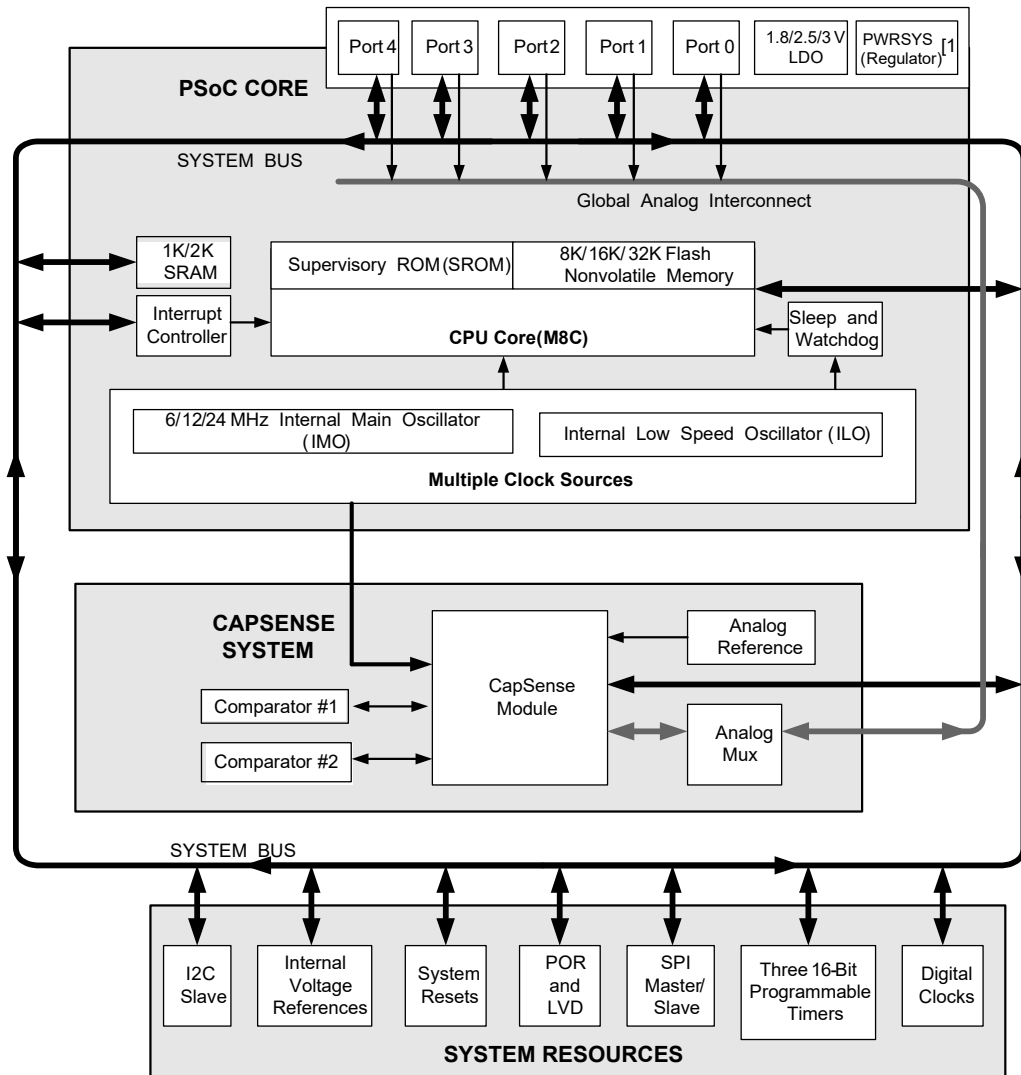 Port 4
Port 3
Port 2
Port 1
Port 0
1.8/2.5/3 V
LDO
PWRSYS
(Regulator)[1
PSoC CORE
SYSTEM BUS
Global Analog Interconnect
1K/2K
SRAM
Supervisory ROM (SROM)
8K/16K/32K Flash
Nonvolatile Memory
Interrupt
Controller
CPU Core(M8C)
Sleep and
Watchdog
6/12/24 MHz Internal Main Oscillator
(IMO)
Internal Low Speed Oscillator (ILO)
Multiple Clock Sources
CAPSENSE
SYSTEM
Analog
Reference
CapSense
Module
Comparator #1
Comparator #2
Analog
Mux
SYSTEM BUS
I2C
Slave
Internal
Voltage
References
System
Resets
POR
and
LVD
SPI
Master/
Slave
Three 16-Bit
Programmable
Timers
Digital
Clocks
SYSTEM RESOURCES